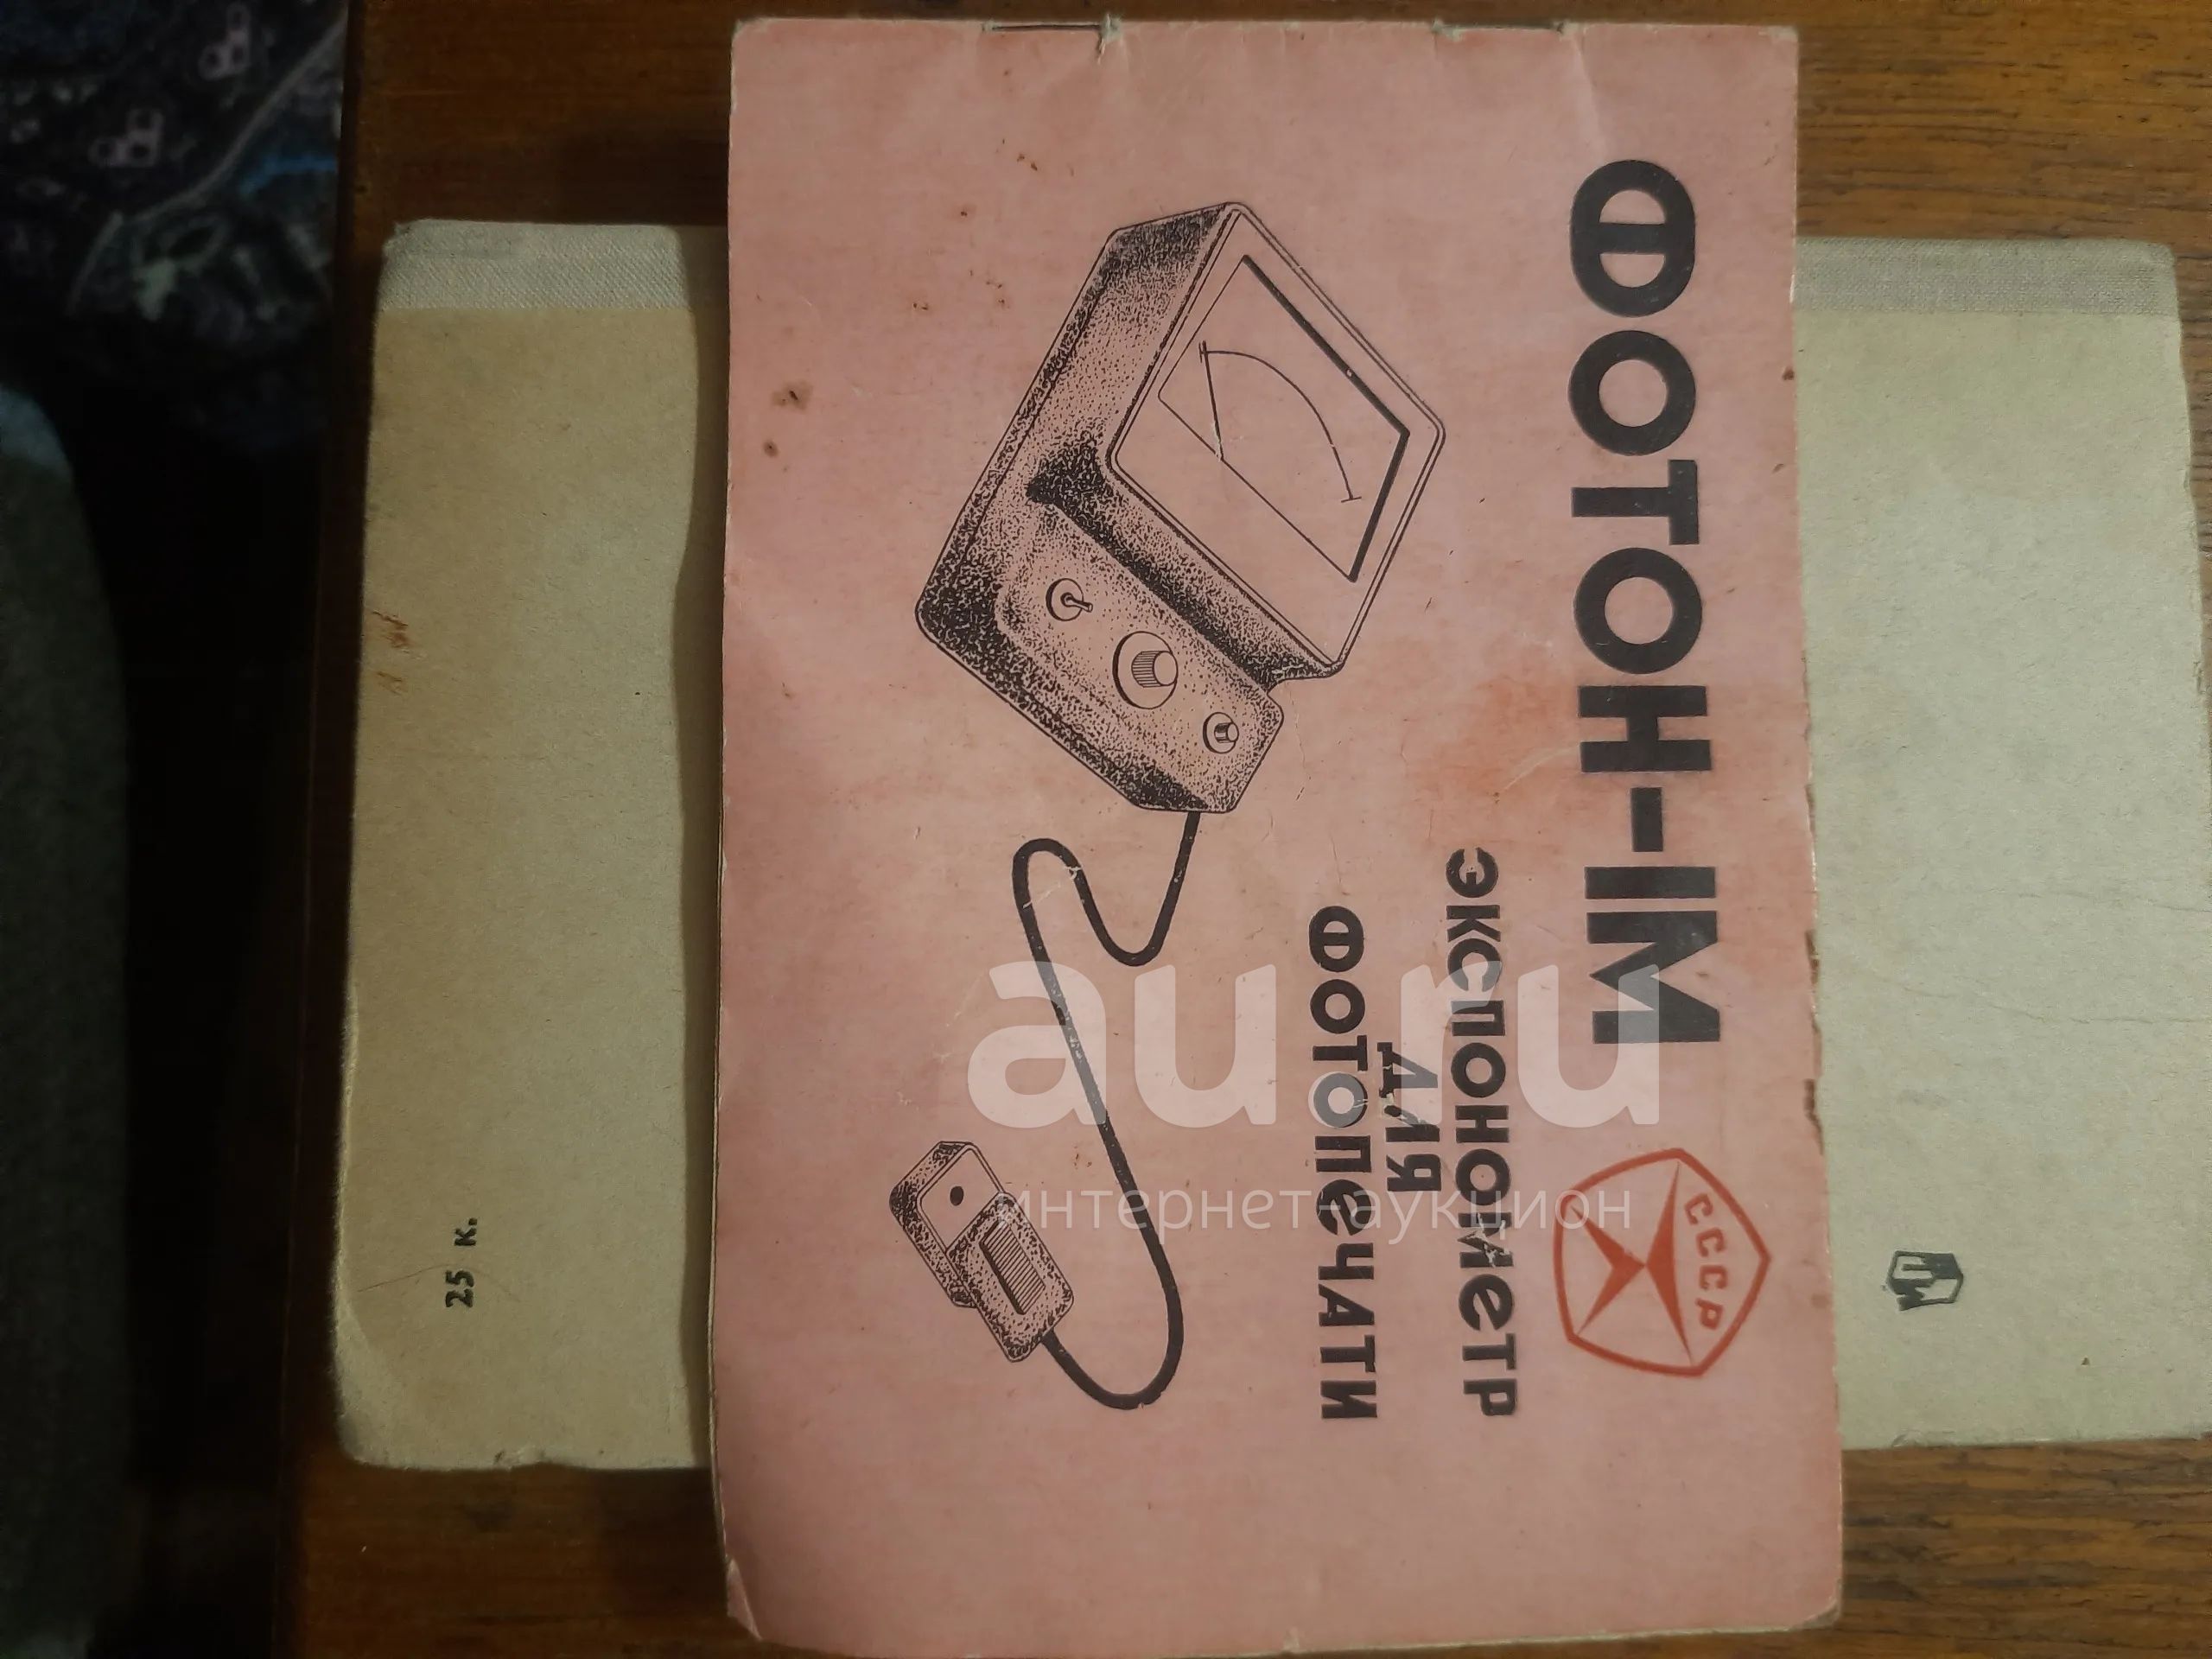 ФОТОН-1М
ЭКСПОНОМЕТР
ДЛЯ
ФОТОПЕЧАТИ
СССР
25 к.
au.ru
интернет-аукцион